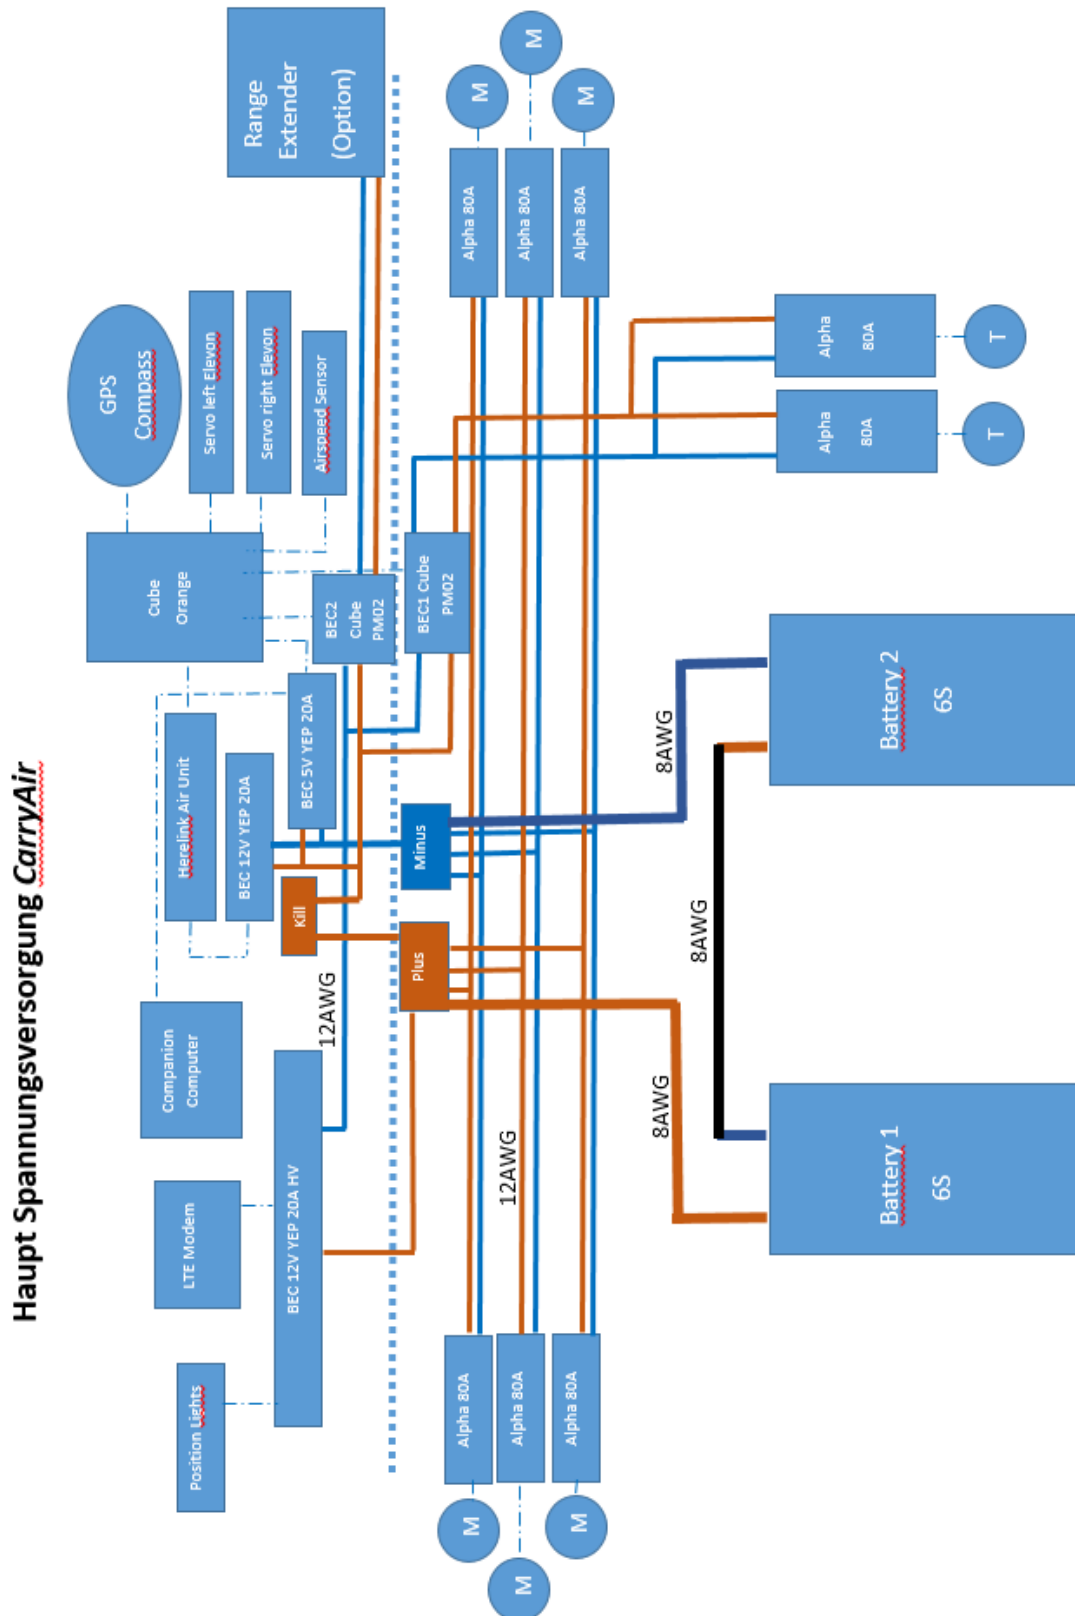 Haupt Spannungsversorgung CarryAir
Position Lights
LTE Modem
Companion
Computer
Herelink Air Unit
Cube
Orange
GPS
Compass
Servo left Elevon
Servo right Elevon
Airspeed Sensor
Range
Extender
(Option)
BEC 12V YEP 20A HV
12AWG
BEC 12V YEP 20A
Kill
BEC 5V YEP 20A
BEC2
Cube
PM02
Plus
Minus
BEC1 Cube
PM02
M
Alpha 80A
Alpha 80A
M
M
Alpha 80A
Alpha 80A
M
M
Alpha 80A
Alpha 80A
M
12AWG
8AWG
8AWG
8AWG
Battery 1
6S
Battery 2
6S
Alpha
80A
T
Alpha
80A
T